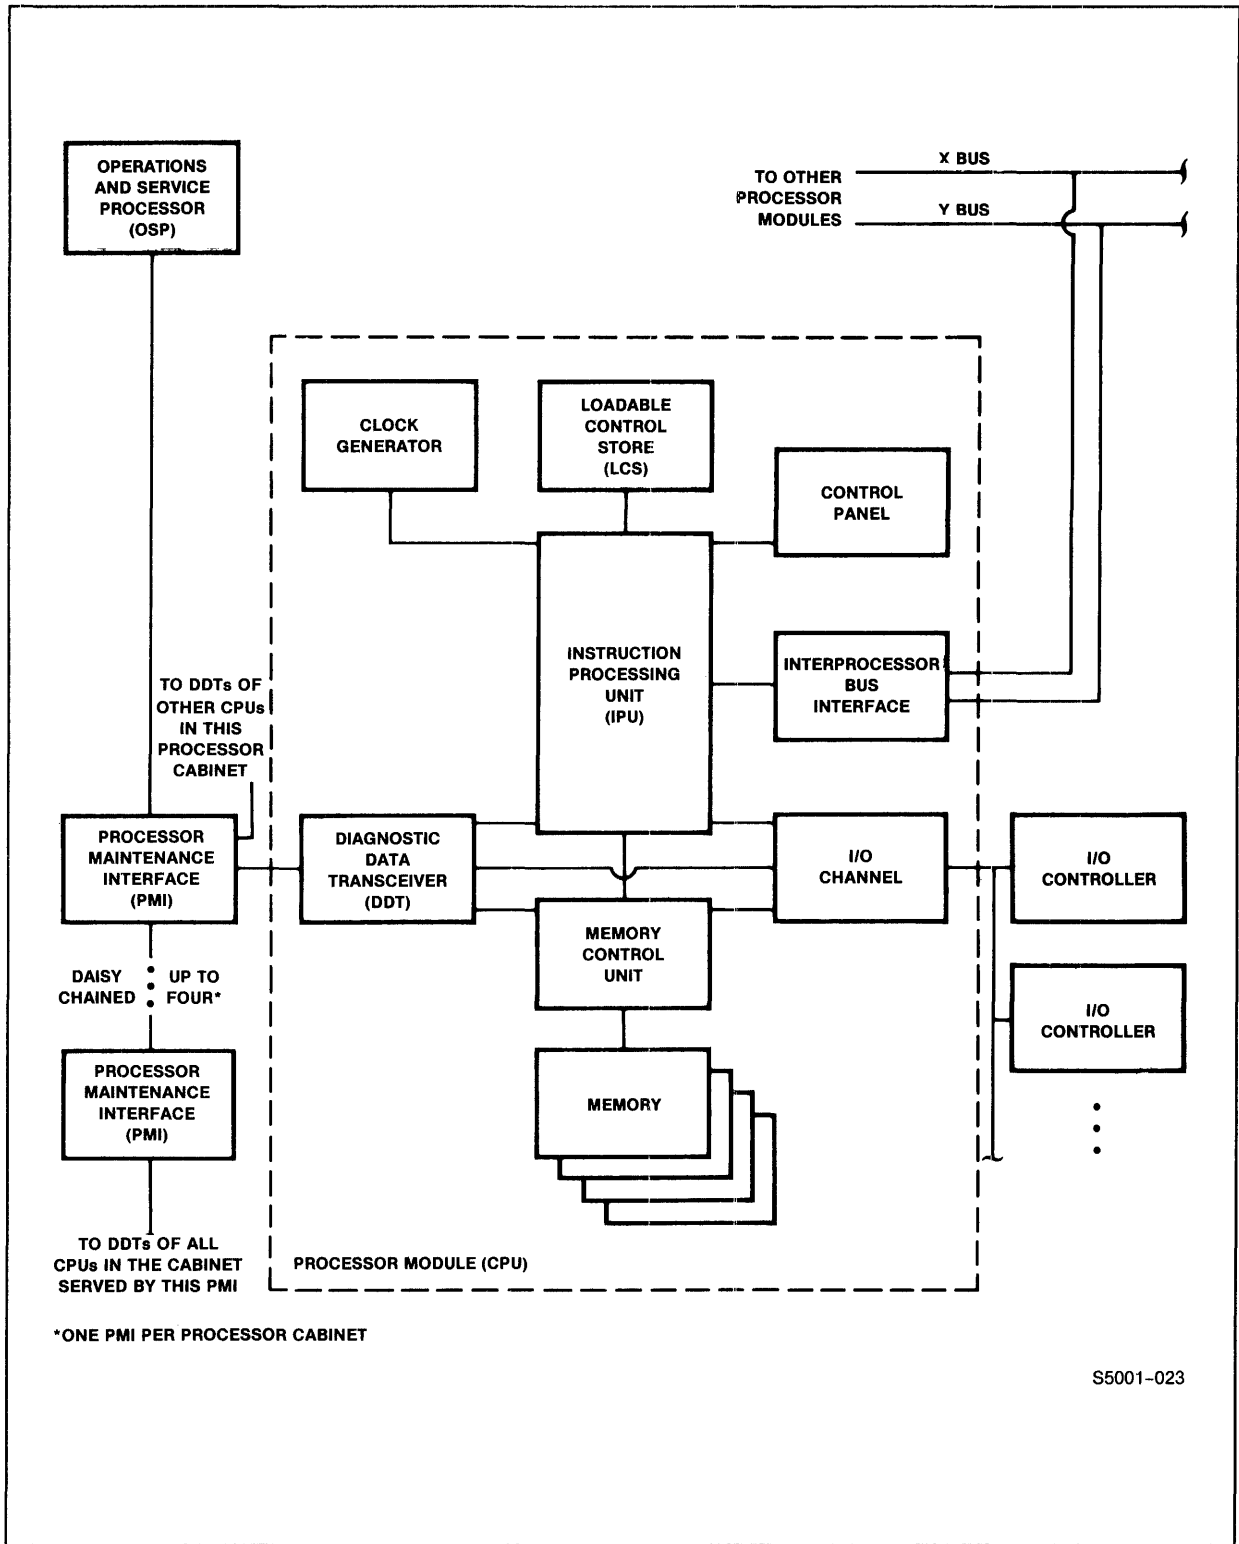 OPERATIONS
AND SERVICE
PROCESSOR
(OSP)
X BUS
TO OTHER
PROCESSOR
MODULES
Y BUS
CLOCK
GENERATOR
LOADABLE
CONTROL
STORE
(LCS)
CONTROL
PANEL
INSTRUCTION
PROCESSING
UNIT
(IPU)
INTERPROCESSOR
BUS
INTERFACE
TO DDTs OF
OTHER CPUs
IN THIS
PROCESSOR
CABINET
PROCESSOR
MAINTENANCE
INTERFACE
(PMI)
DIAGNOSTIC
DATA
TRANSCEIVER
(DDT)
I/O
CHANNEL
I/O
CONTROLLER
MEMORY
CONTROL
UNIT
DAISY
CHAINED
UP TO
FOUR*
I/O
CONTROLLER
PROCESSOR
MAINTENANCE
INTERFACE
(PMI)
MEMORY
TO DDTs OF ALL
CPUs IN THE CABINET
SERVED BY THIS PMI
PROCESSOR MODULE (CPU)
*ONE PMI PER PROCESSOR CABINET
S5001-023